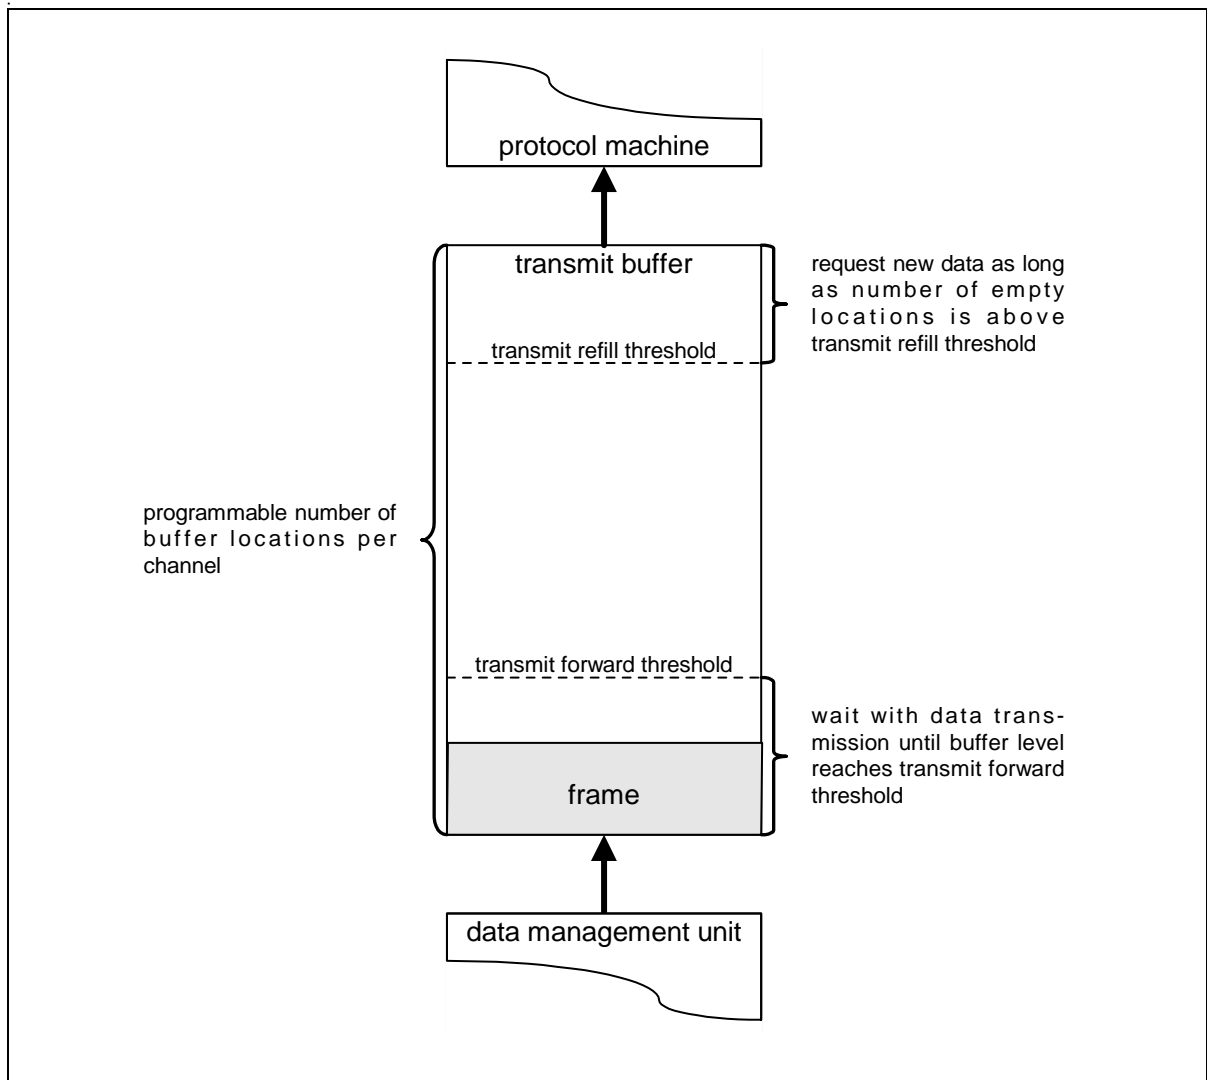 protocol machine
transmit buffer
request new data as long
as number of empty
locations is above
transmit refill threshold
transmit refill threshold
programmable number of
buffer locations per
channel
transmit forward threshold
wait with data trans-
mission until buffer level
reaches transmit forward
threshold
frame
data management unit